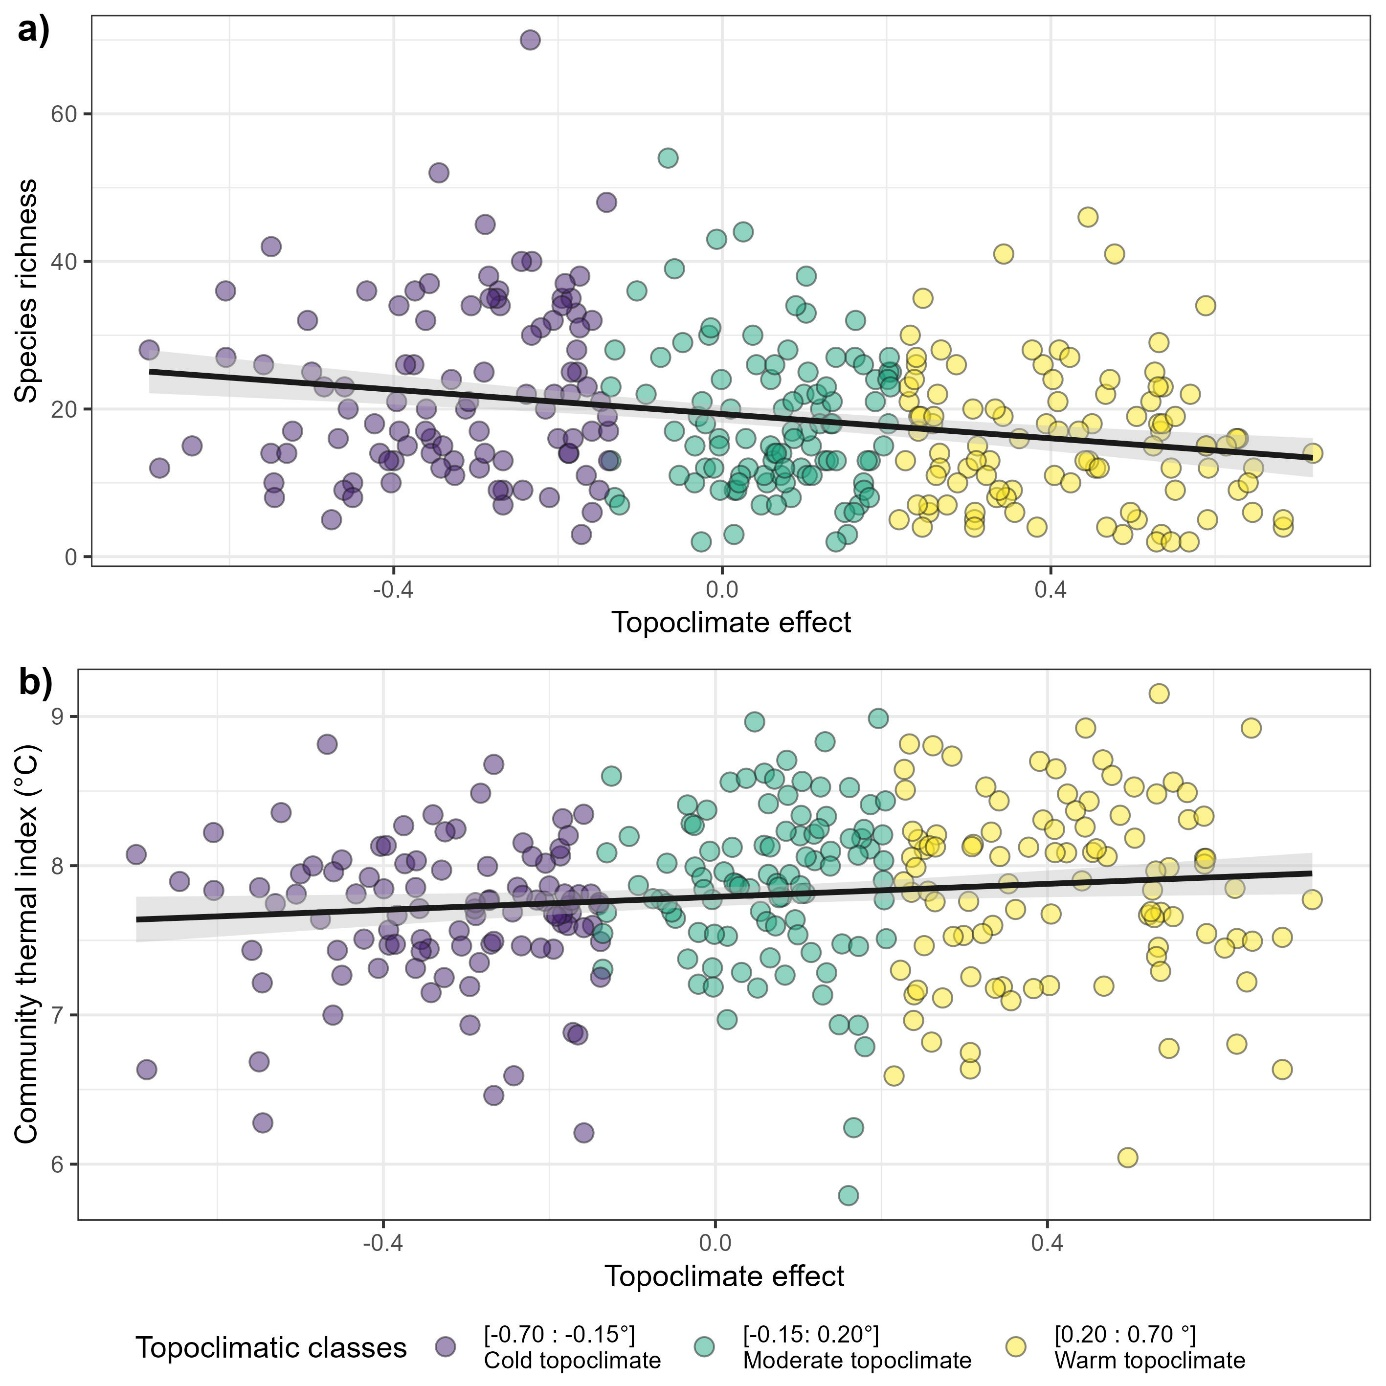 a)
60
40
20
0
Species richness
-0.4 0.0 0.4
Topoclimate effect
b)
9
8
7
6
Community thermal index (°C)
-0.4 0.0 0.4
Topoclimate effect
Topoclimatic classes
[-0.70 : -0.15°]
Cold topoclimate
[-0.15: 0.20°]
Moderate topoclimate
[0.20 : 0.70 °]
Warm topoclimate